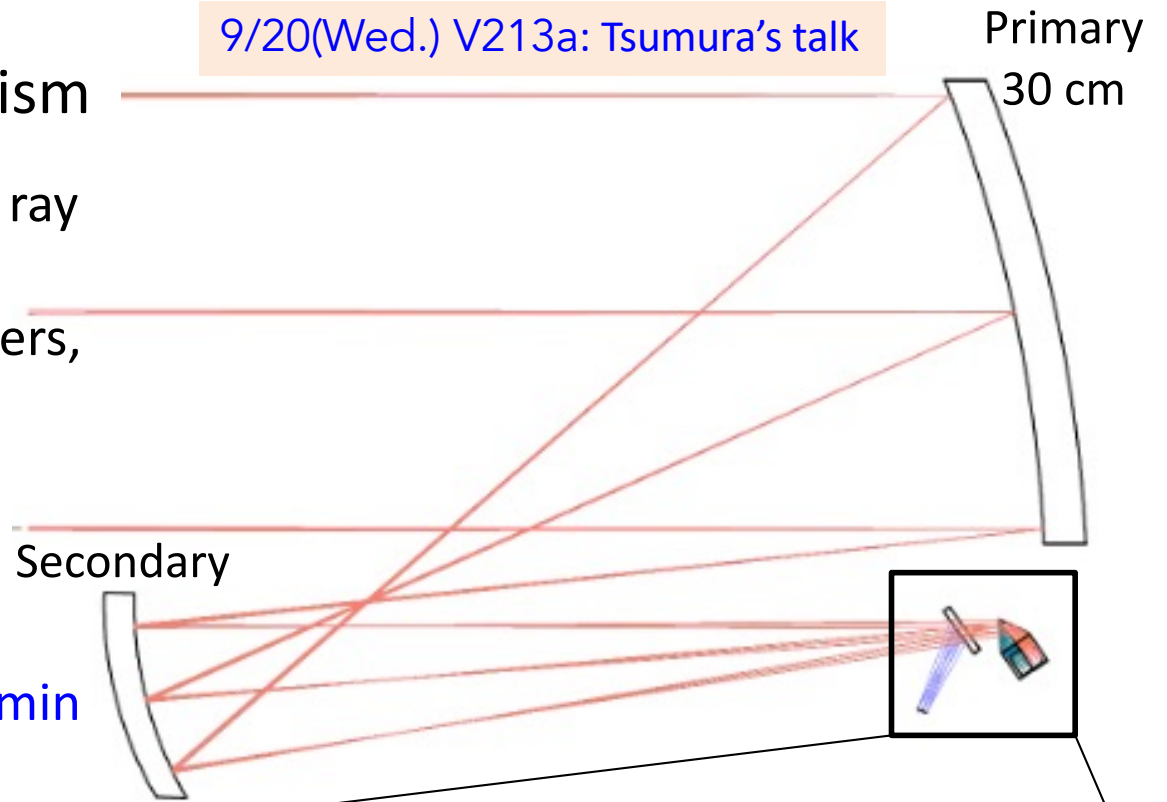 9/20(Wed.) V213a: Tsumura's talk
Primary
30 cm
ism
ray
ers,
Secondary
min